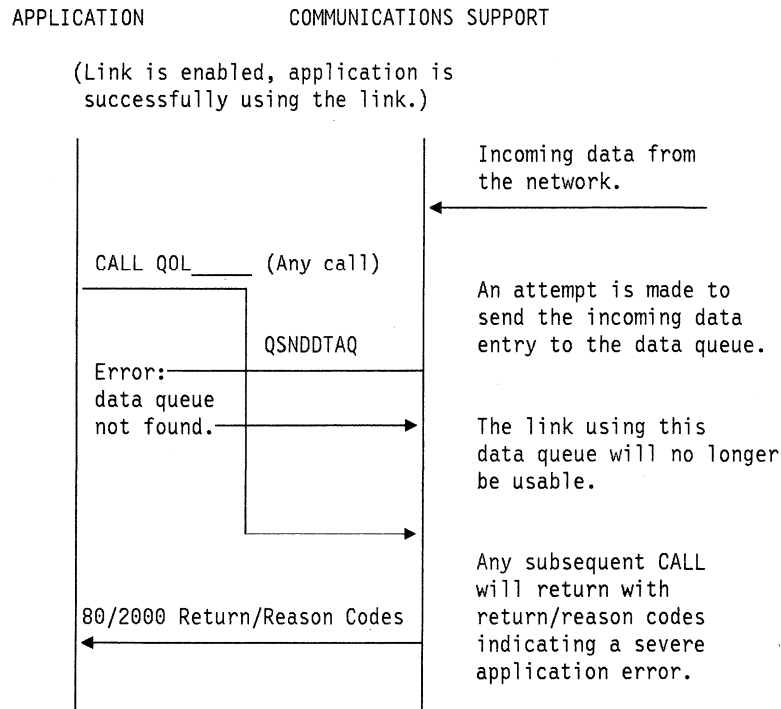 APPLICATION COMMUNICATIONS SUPPORT
(Link is enabled, application is
successfully using the link.)
Incoming data from
the network.
CALL QOL_____ (Any call)
An attempt is made to
send the incoming data
entry to the data queue.
QSNDDTAQ
Error:
data queue
not found.
The link using this
data queue will no longer
be usable.
Any subsequent CALL
will return with
return/reason codes
indicating a severe
application error.
80/2000 Return/Reason Codes